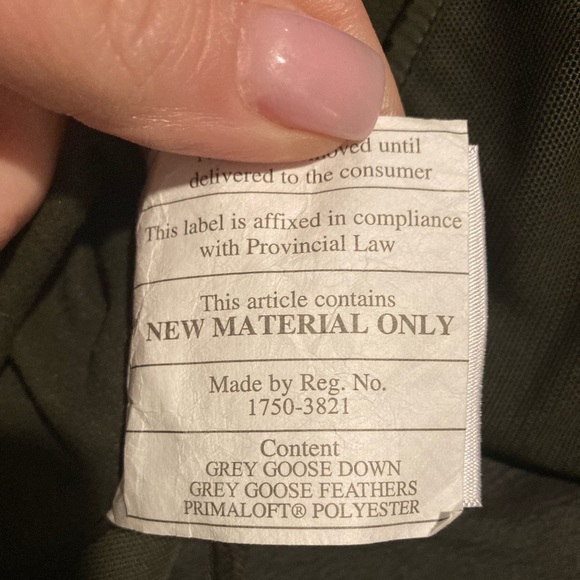 until
delivered to the consumer
This label is affixed in compliance
with Provincial Law
This article contains
NEW MATERIAL ONLY
Made by Reg. No.
1750-3821
Content
GREY GOOSE DOWN
GREY GOOSE FEATHERS
PRIMALOFT® POLYESTER